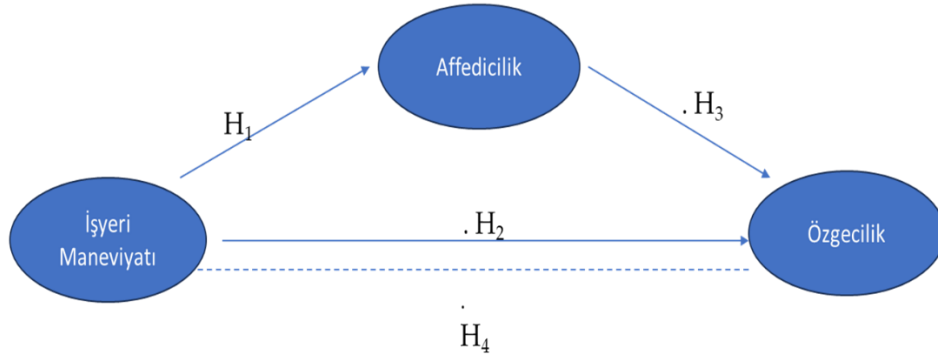 Affedicilik
H₁
. H₃
İşyeri
Maneviyatı
. H₂
Özgecilik
.
H₄